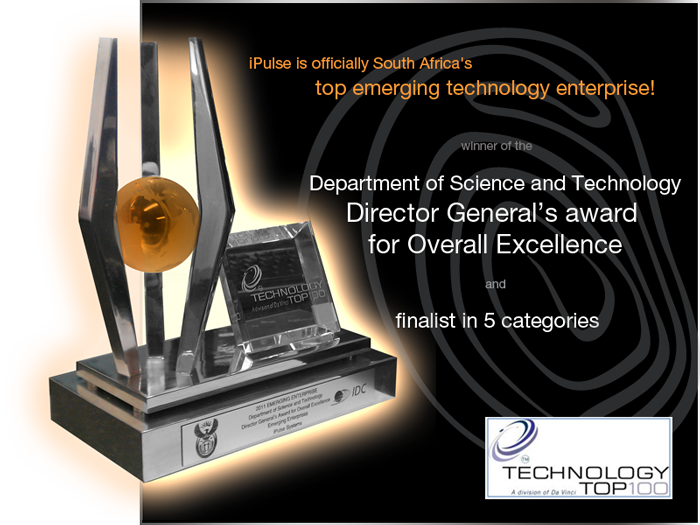 iPulse is officially South Africa's
top emerging technology enterprise!
winner of the
Department of Science and Technology
Director General's award
for Overall Excellence
and
finalist in 5 categories
TECHNOLOGY
TOP100
2011 EMERGING ENTERPRISE
Department of Science and Technology
Director General's Award for Overall Excellence
Emerging Enterprises
iPulse Systems
IDC
TM
TECHNOLOGY
TOP100
A division of Da Vinci